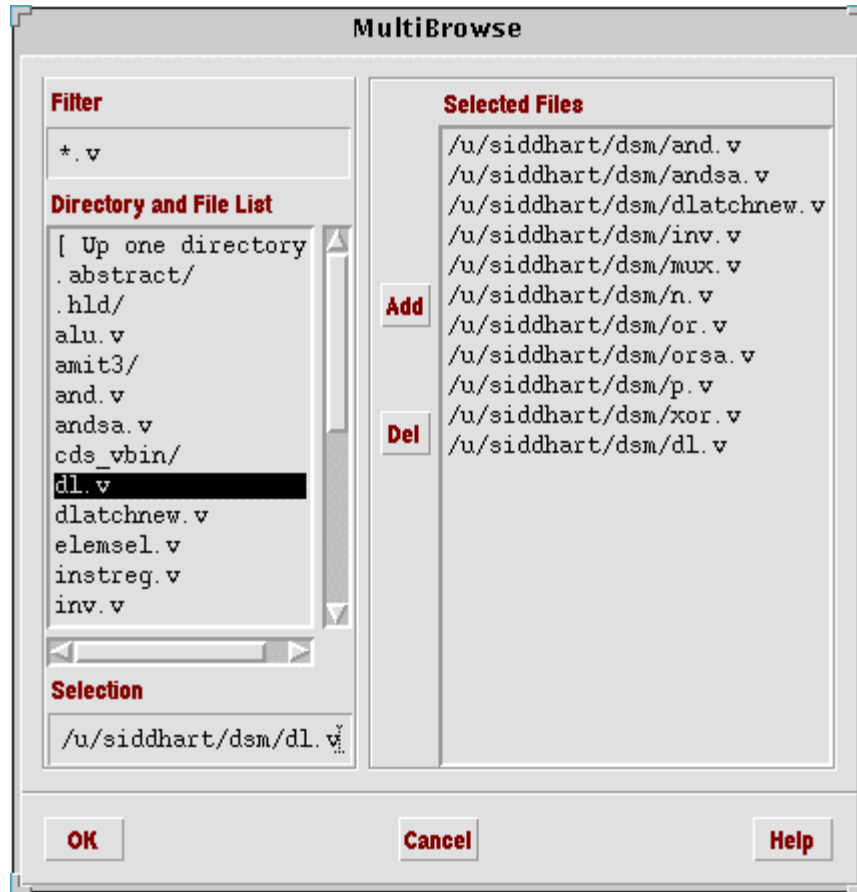 MultiBrowse
Filter
*.v
Directory and File List
[ Up one directory
.abstract/
.hld/
alu.v
amit3/
and.v
andsa.v
cds_vbin/
dl.v
dlatchnew.v
elemsel.v
instreg.v
inv.v
Selection
/u/siddhart/dsm/dl.v
Add
Del
Selected Files
/u/siddhart/dsm/and.v
/u/siddhart/dsm/andsa.v
/u/siddhart/dsm/dlatchnew.v
/u/siddhart/dsm/inv.v
/u/siddhart/dsm/mux.v
/u/siddhart/dsm/n.v
/u/siddhart/dsm/or.v
/u/siddhart/dsm/orsa.v
/u/siddhart/dsm/p.v
/u/siddhart/dsm/xor.v
/u/siddhart/dsm/dl.v
OK
Cancel
Help